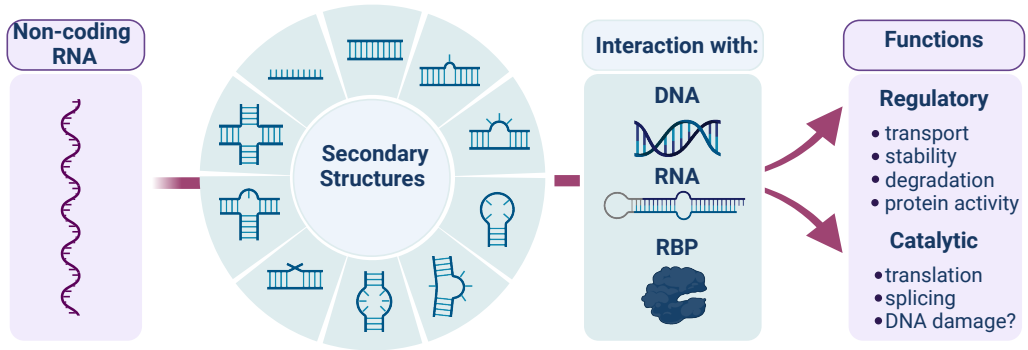 Non-coding
RNA
Secondary
Structures
Interaction with:
DNA
RNA
RBP
Functions
Regulatory
• transport
• stability
• degradation
• protein activity
Catalytic
• translation
• splicing
• DNA damage?